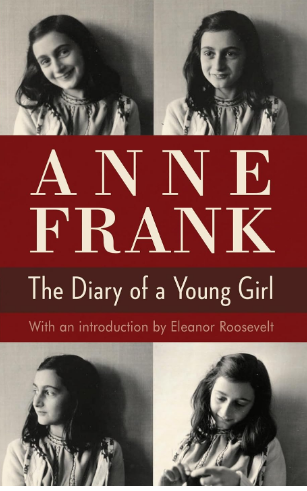 ANNE
FRANK
The Diary of a Young Girl
With an introduction by Eleanor Roosevelt